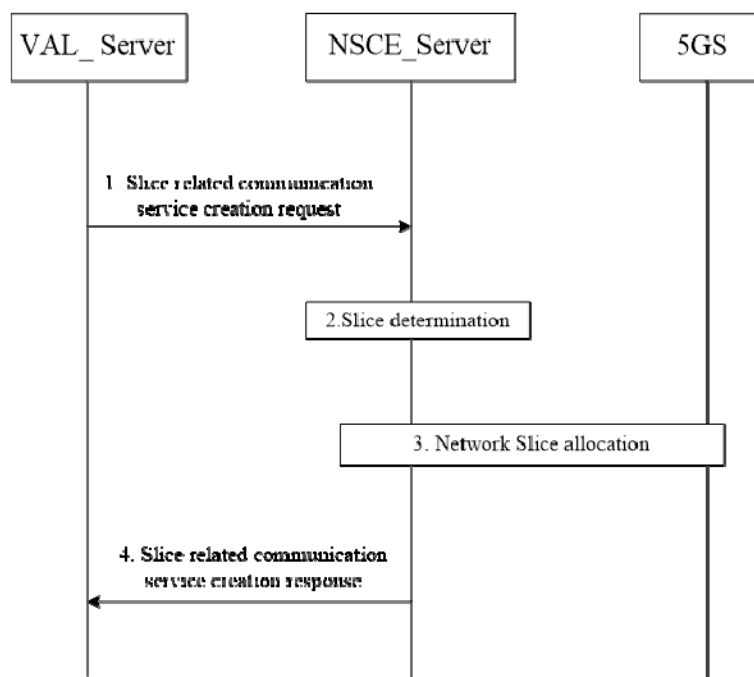 VAL_ Server
NSCE_Server
5GS
1 Slice related communication
service creation request
2.Slice determination
3. Network Slice allocation
4. Slice related communication
service creation response